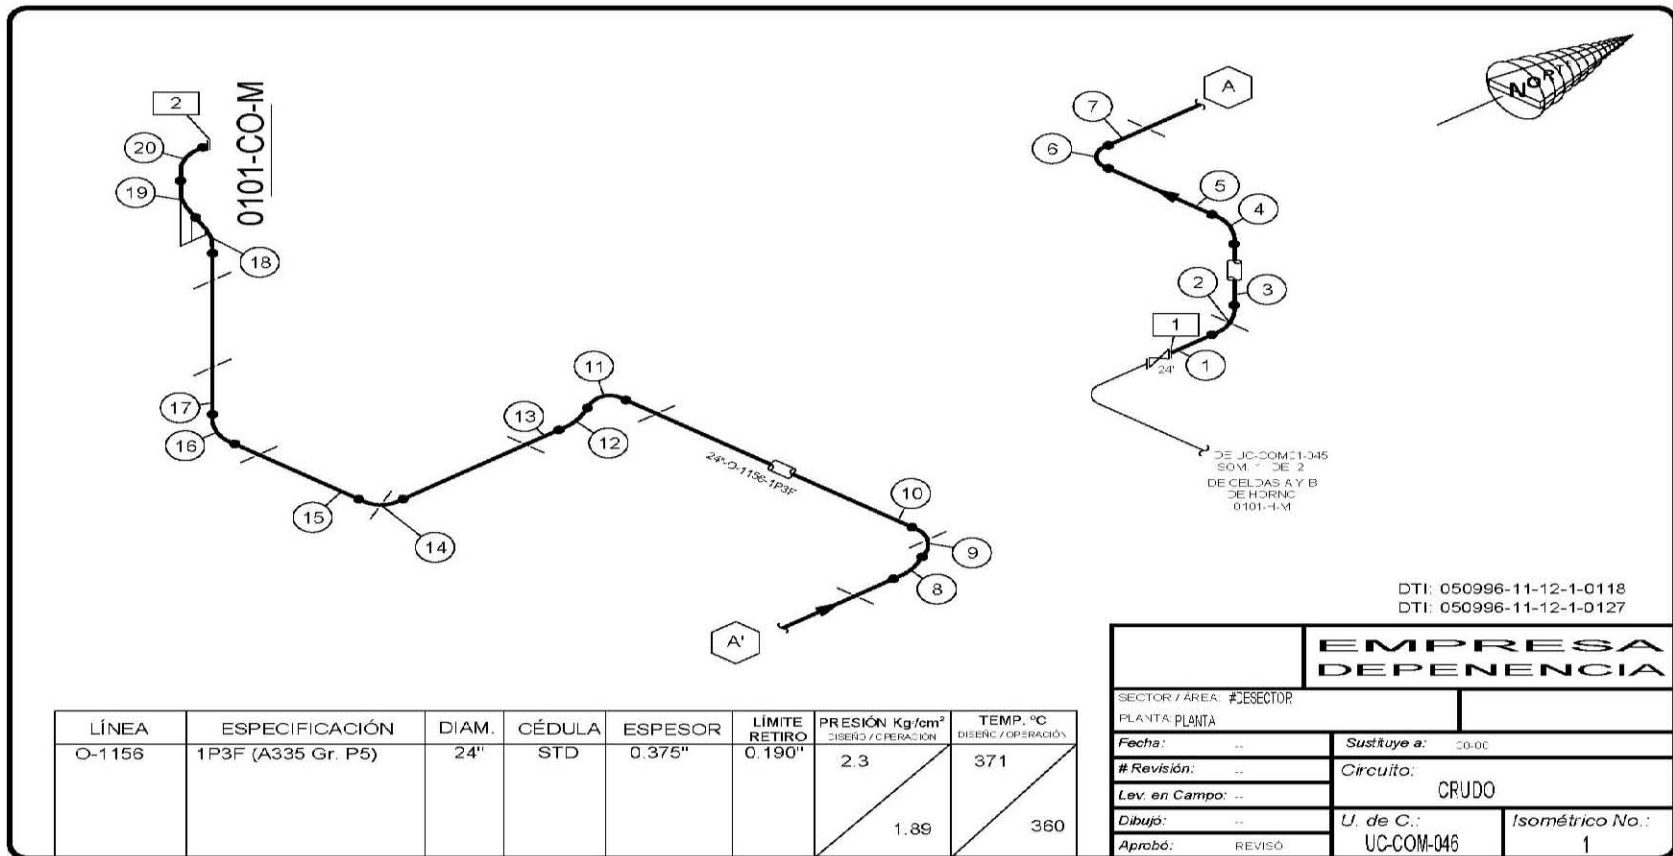 0101-CO-M
2
20
19
18
17
16
15
14
13
12
11
10
9
8
A'
24"-O-1156-1P3F
A
7
6
5
4
3
2
1
1
24"
DE CELDAS A Y B
DE HORNO
0101-H-M
NORTE
DTI: 050996-11-12-1-0118
DTI: 050996-11-12-1-0127
LÍNEA ESPECIFICACIÓN DIAM. CÉDULA ESPESOR LÍMITE RETIRO PRESIÓN Kg/cm² DISEÑO / OPERACIÓN TEMP. ºC DISEÑO / OPERACIÓN
O-1156 1P3F (A335 Gr. P5) 24" STD 0.375" 0.190" 2.3 371
1.89 360
EMPRESA
DEPENENCIA
SECTOR / ÁREA: #DESECTOR
PLANTA: PLANTA
Fecha: -- Sustituye a: 00-00
# Revisión: -- Circuito:
CRUDO
Lev. en Campo: --
Dibujó: -- U. de C.: Isométrico No.:
Aprobó: REVISÓ UC-COM-046 1